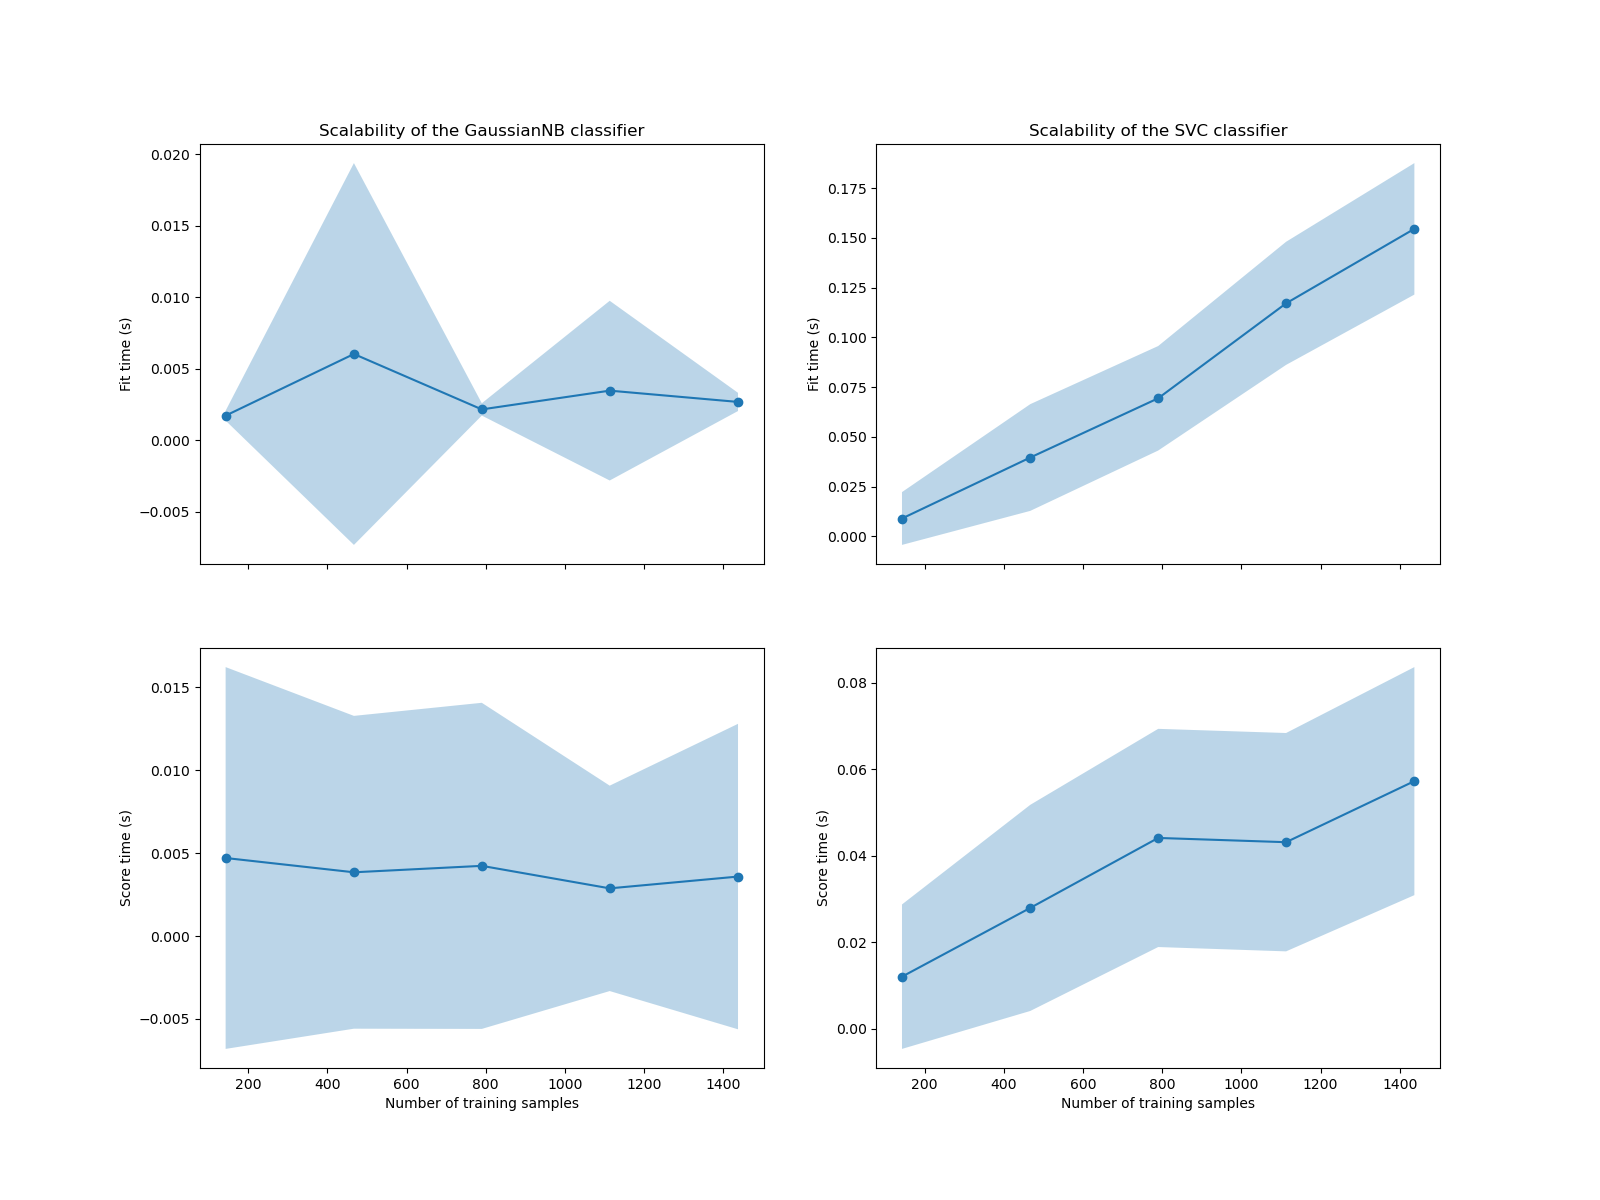 Scalability of the GaussianNB classifier
0.020
0.015
0.010
0.005
0.000
−0.005
Fit time (s)
Scalability of the SVC classifier
0.175
0.150
0.125
0.100
0.075
0.050
0.025
0.000
Fit time (s)
0.015
0.010
0.005
0.000
−0.005
Score time (s)
200 400 600 800 1000 1200 1400
Number of training samples
0.08
0.06
0.04
0.02
0.00
Score time (s)
200 400 600 800 1000 1200 1400
Number of training samples